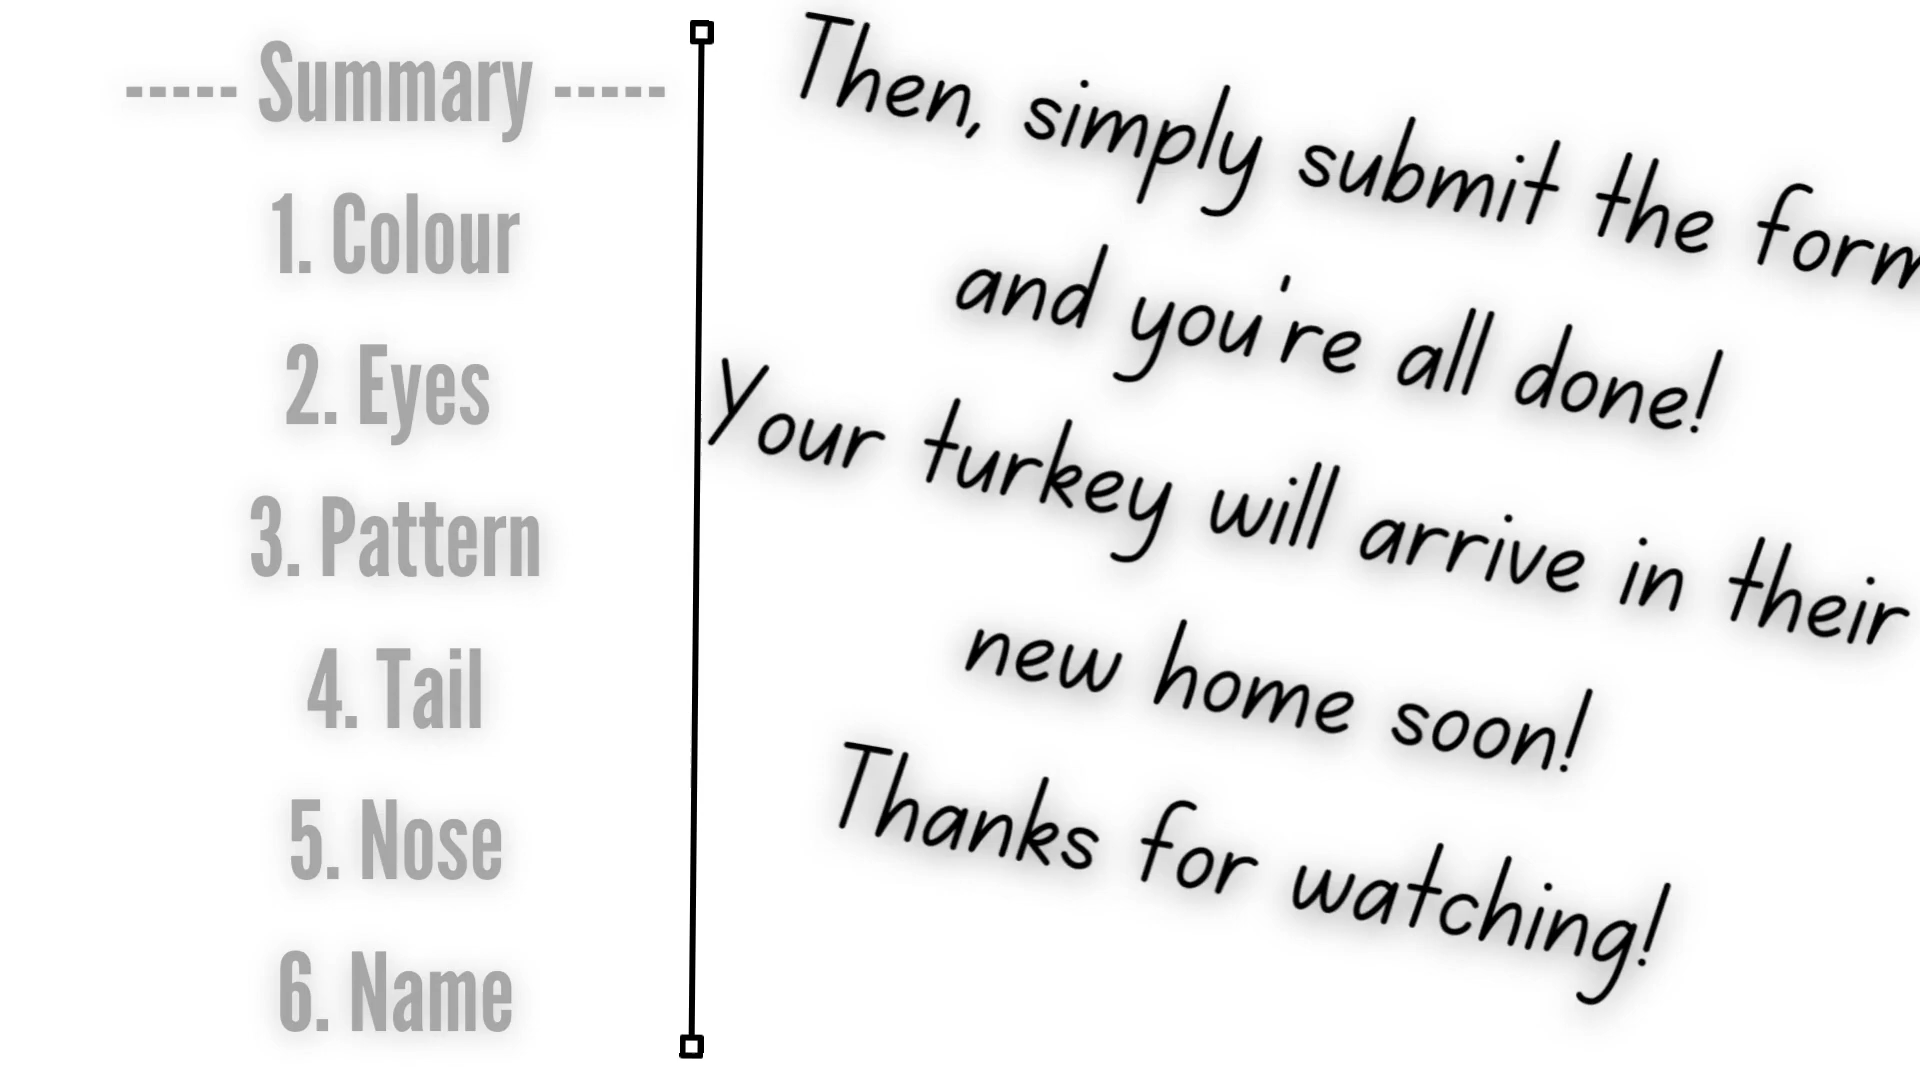 ----- Summary -----
1. Colour
2. Eyes
3. Pattern
4. Tail
5. Nose
6. Name
Then, simply submit the form
and you're all done!
Your turkey will arrive in their
new home soon!
Thanks for watching!